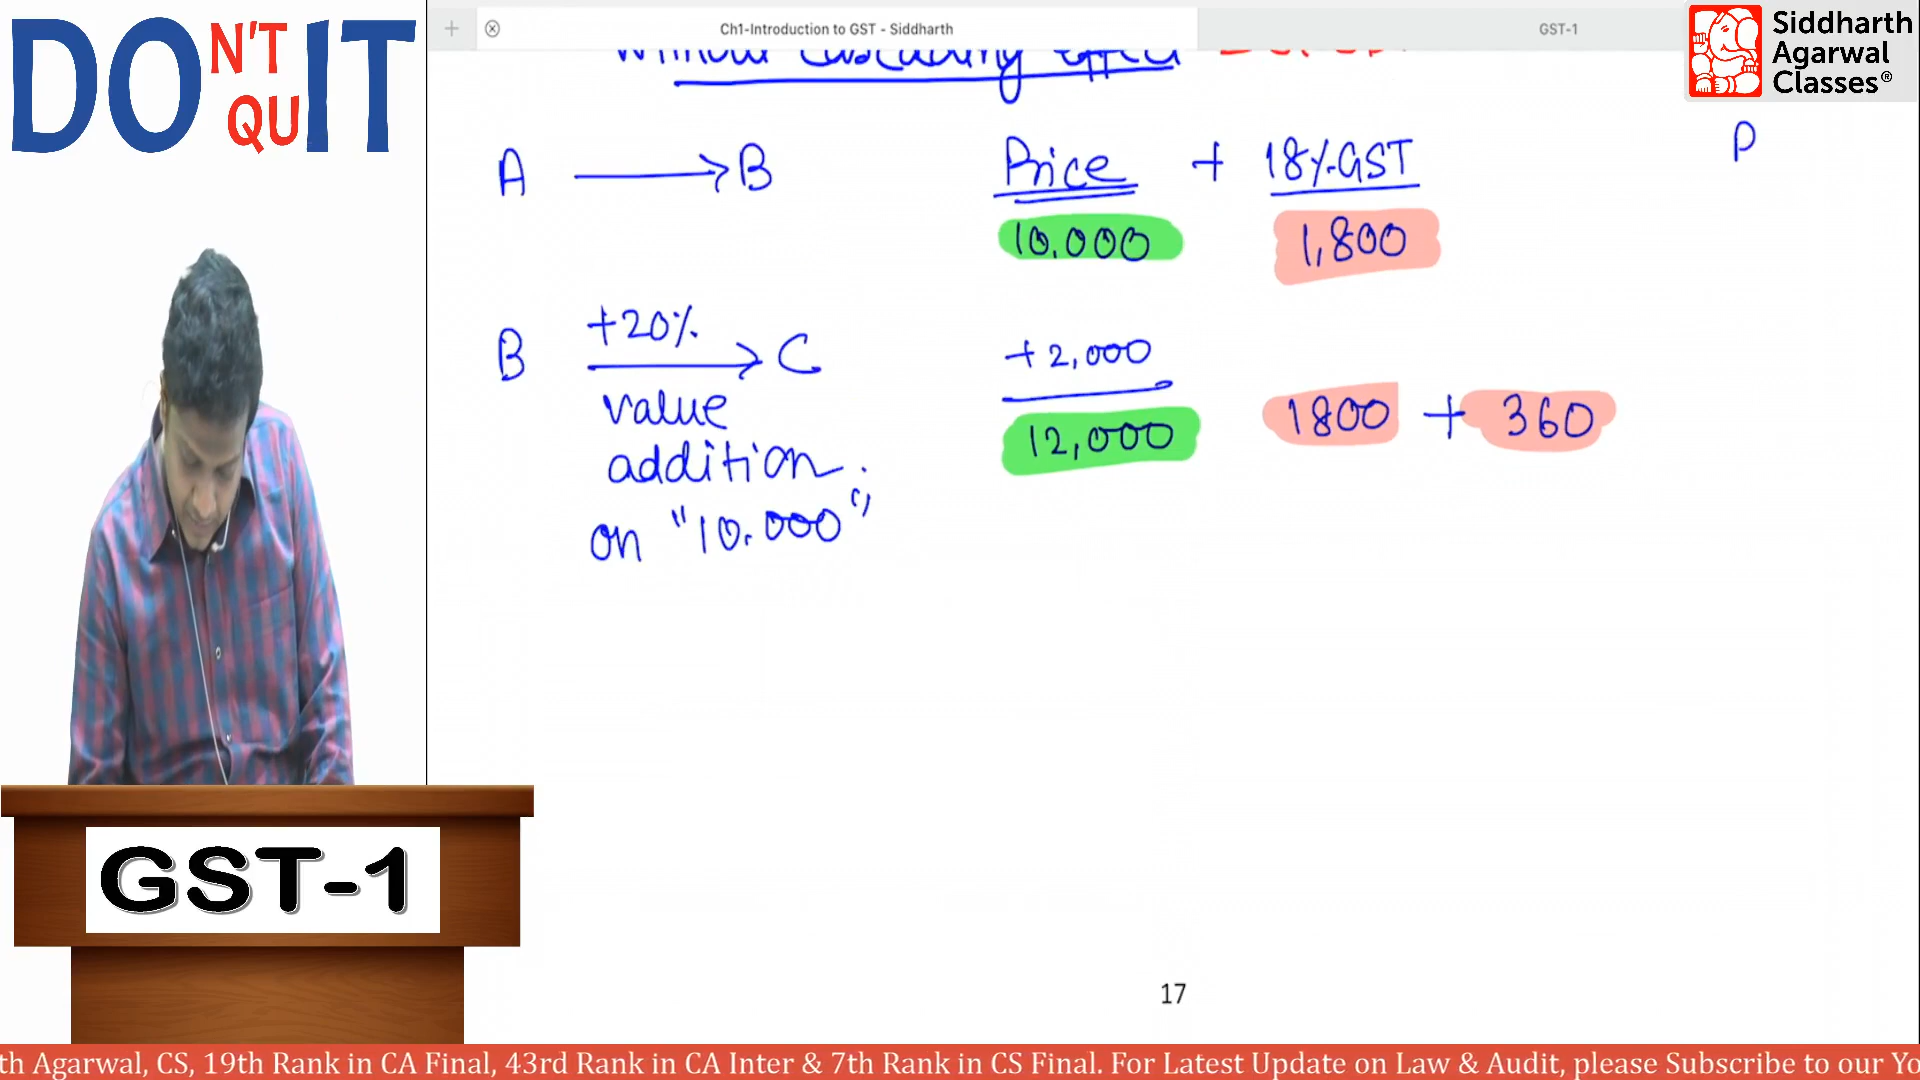 DON'T QUIT
Ch1-Introduction to GST - Siddharth
GST-1
Siddharth
Agarwal
Classes®
without cascading effect
A → B
Price + 18% GST
P
10,000
1,800
B +20% → C
+ 2,000
value
12,000
1800 + 360
addition.
on "10.000"
GST-1
17
th Agarwal, CS, 19th Rank in CA Final, 43rd Rank in CA Inter & 7th Rank in CS Final. For Latest Update on Law & Audit, please Subscribe to our Yo